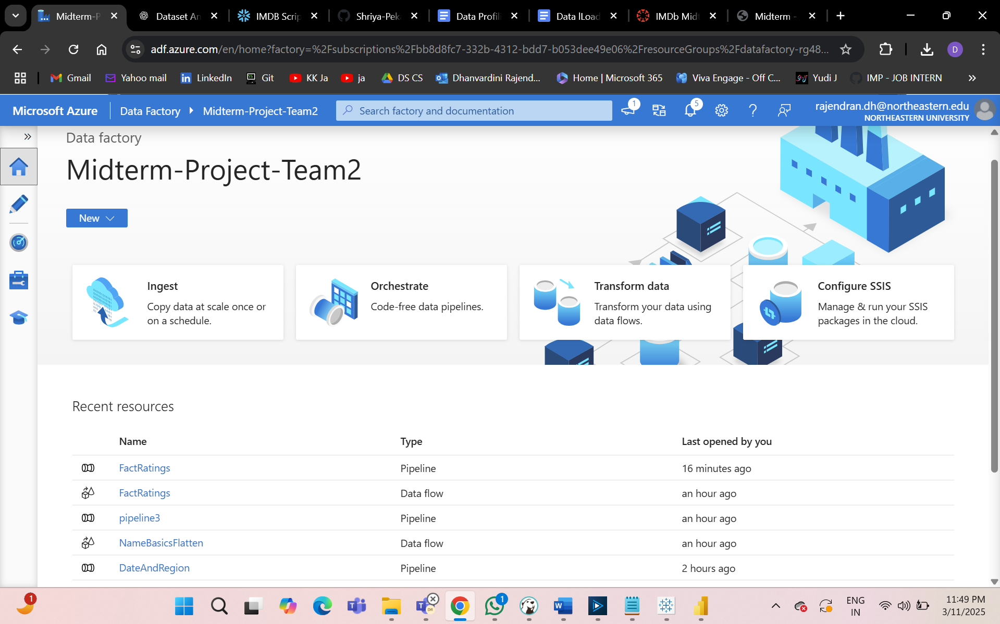 Midterm-P
Dataset An
IMDB Scrip
Shriya-Pek
Data Profili
Data lLoad
IMDb Midt
Midterm -
adf.azure.com/en/home?factory=%2Fsubscriptions%2Fbb8d8fc7-332b-4312-bdd7-b053dee49e06%2FresourceGroups%2Fdatafactory-rg48...
D
Gmail
Yahoo mail
LinkedIn
Git
KK Ja
ja
DS CS
Dhanvardini Rajend...
Home | Microsoft 365
Viva Engage - Off C...
Yudi J
IMP - JOB INTERN
Microsoft Azure
Data Factory
Midterm-Project-Team2
Search factory and documentation
1
5
rajendran.dh@northeastern.edu
NORTHEASTERN UNIVERSITY
Data factory
Midterm-Project-Team2
New
Ingest
Copy data at scale once or
on a schedule.
Orchestrate
Code-free data pipelines.
Transform data
Transform your data using
data flows.
Configure SSIS
Manage & run your SSIS
packages in the cloud.
Recent resources
Name Type Last opened by you
FactRatings Pipeline 16 minutes ago
FactRatings Data flow an hour ago
pipeline3 Pipeline an hour ago
NameBasicsFlatten Data flow an hour ago
DateAndRegion Pipeline 2 hours ago
1
1
ENG
IN
11:49 PM
3/11/2025